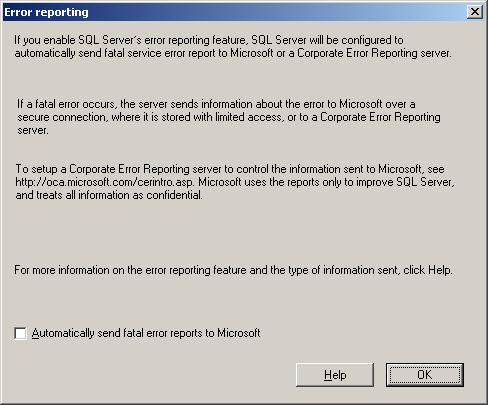 Error reporting
If you enable SQL Server's error reporting feature, SQL Server will be configured to
automatically send fatal service error report to Microsoft or a Corporate Error Reporting server.
If a fatal error occurs, the server sends information about the error to Microsoft over a
secure connection, where it is stored with limited access, or to a Corporate Error Reporting
server.
To setup a Corporate Error Reporting server to control the information sent to Microsoft, see
http://oca.microsoft.com/cerintro.asp. Microsoft uses the reports only to improve SQL Server,
and treats all information as confidential.
For more information on the error reporting feature and the type of information sent, click Help.
Automatically send fatal error reports to Microsoft
Help OK